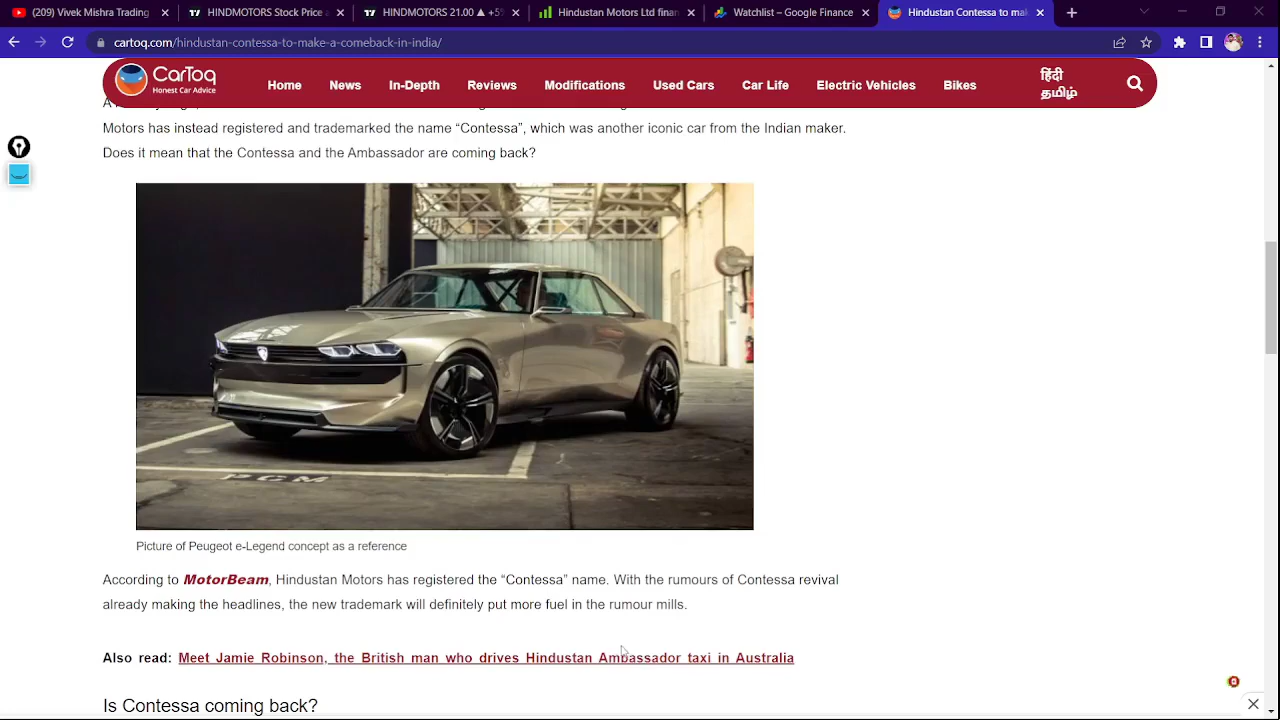 (209) Vivek Mishra Trading
HINDMOTORS Stock Price a
HINDMOTORS 21.00 ▲ +55
Hindustan Motors Ltd finan
Watchlist – Google Finance
Hindustan Contessa to mak
cartoq.com/hindustan-contessa-to-make-a-comeback-in-india/
CarToq
Honest Car Advice
Home
News
In-Depth
Reviews
Modifications
Used Cars
Car Life
Electric Vehicles
Bikes
हिंदी
தமிழ்
Motors has instead registered and trademarked the name “Contessa”, which was another iconic car from the Indian maker.
Does it mean that the Contessa and the Ambassador are coming back?
PGM
Picture of Peugeot e-Legend concept as a reference
According to MotorBeam, Hindustan Motors has registered the “Contessa” name. With the rumours of Contessa revival
already making the headlines, the new trademark will definitely put more fuel in the rumour mills.
Also read: Meet Jamie Robinson, the British man who drives Hindustan Ambassador taxi in Australia
Is Contessa coming back?